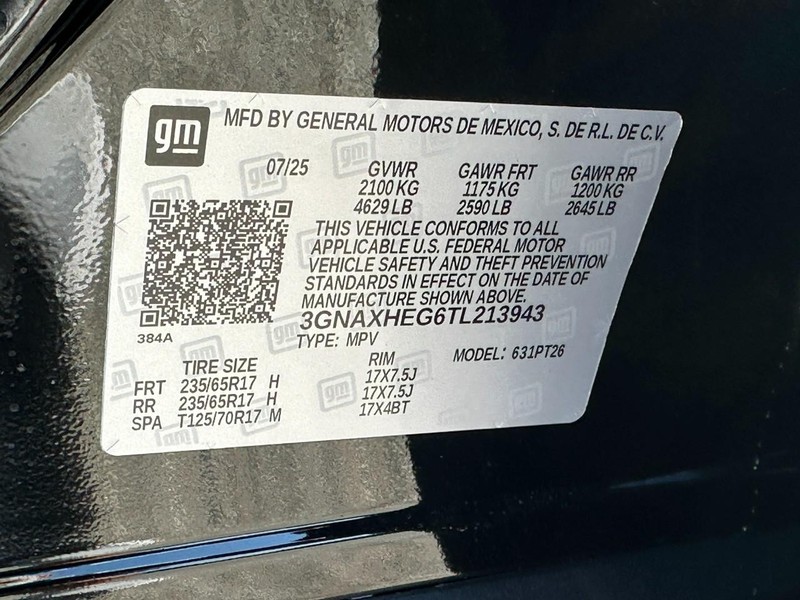 gm MFD BY GENERAL MOTORS DE MEXICO, S. DE R.L. DE C.V.
07/25 GVWR GAWR FRT GAWR RR
2100 KG 1175 KG 1200 KG
4629 LB 2590 LB 2645 LB
THIS VEHICLE CONFORMS TO ALL
APPLICABLE U.S. FEDERAL MOTOR
VEHICLE SAFETY AND THEFT PREVENTION
STANDARDS IN EFFECT ON THE DATE OF
MANUFACTURE SHOWN ABOVE.
3GNAXHEG6TL213943
384A TYPE: MPV MODEL: 631PT26
TIRE SIZE RIM
FRT 235/65R17 H 17X7.5J
RR 235/65R17 H 17X7.5J
SPA T125/70R17 M 17X4BT